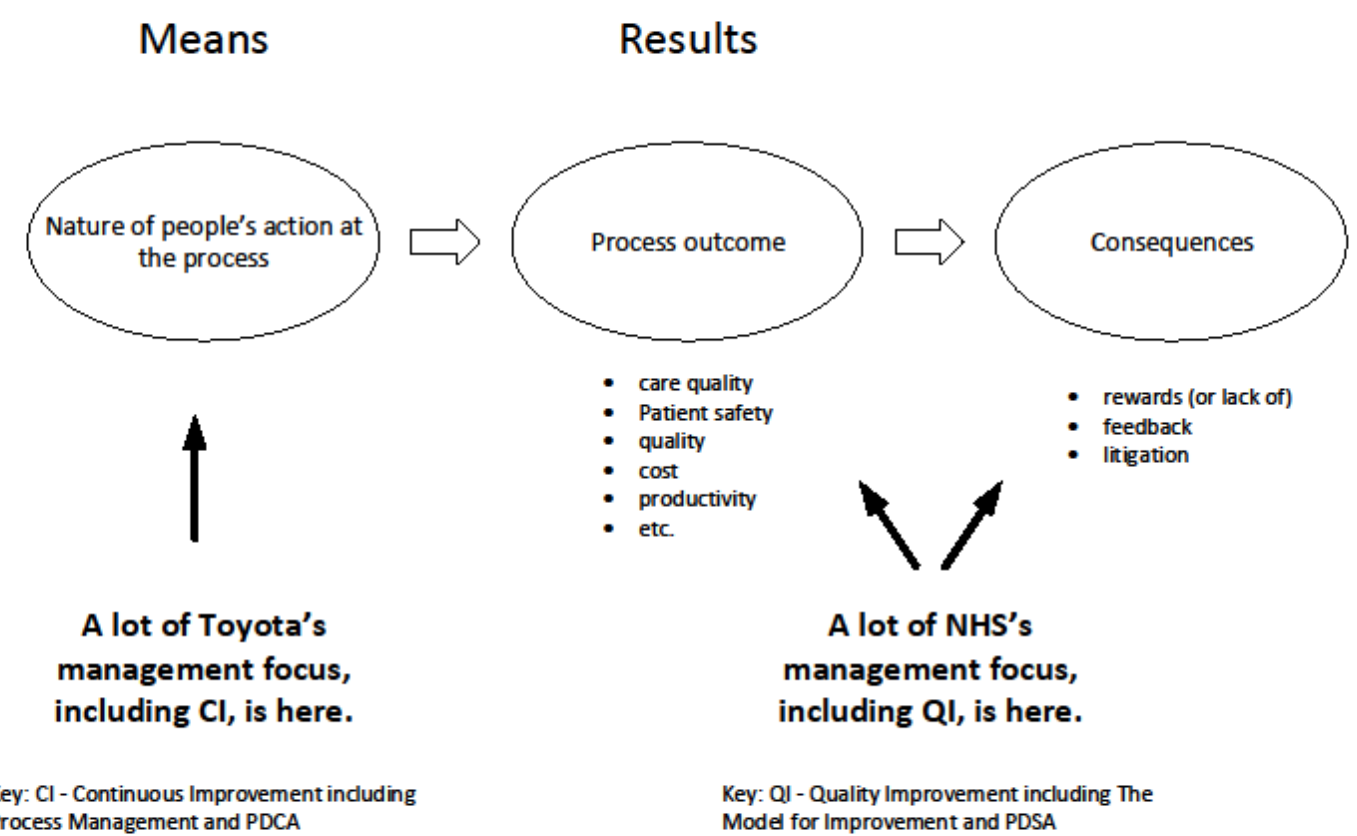 Means
Results
Nature of people's action at
the process
Process outcome
Consequences
• care quality
• Patient safety
• quality
• cost
• productivity
• etc.
• rewards (or lack of)
• feedback
• litigation
A lot of Toyota's
management focus,
including CI, is here.
A lot of NHS's
management focus,
including QI, is here.
Key: CI - Continuous Improvement including
Process Management and PDCA
Key: QI - Quality Improvement including The
Model for Improvement and PDSA